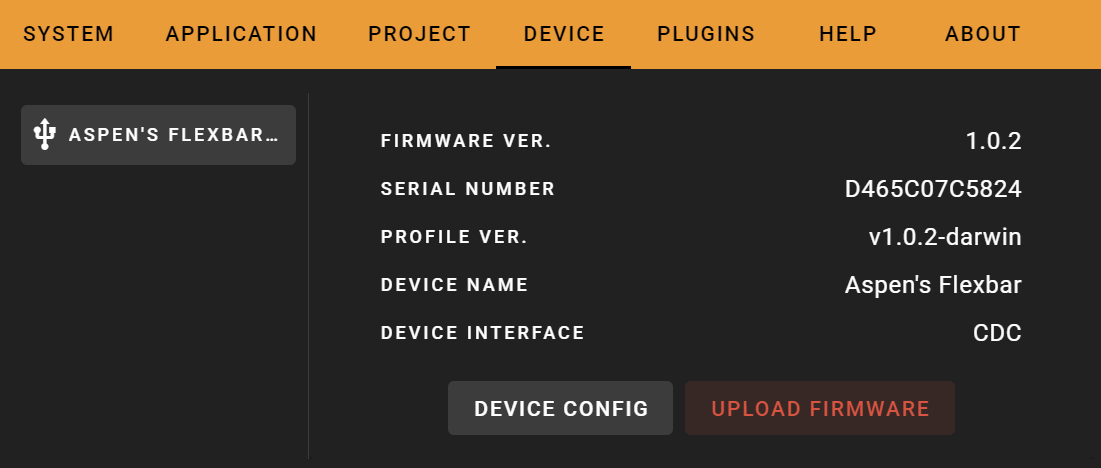 SYSTEM APPLICATION PROJECT DEVICE PLUGINS HELP ABOUT
ASPEN'S FLEXBAR…
FIRMWARE VER. 1.0.2
SERIAL NUMBER D465C07C5824
PROFILE VER. v1.0.2-darwin
DEVICE NAME Aspen's Flexbar
DEVICE INTERFACE CDC
DEVICE CONFIG UPLOAD FIRMWARE